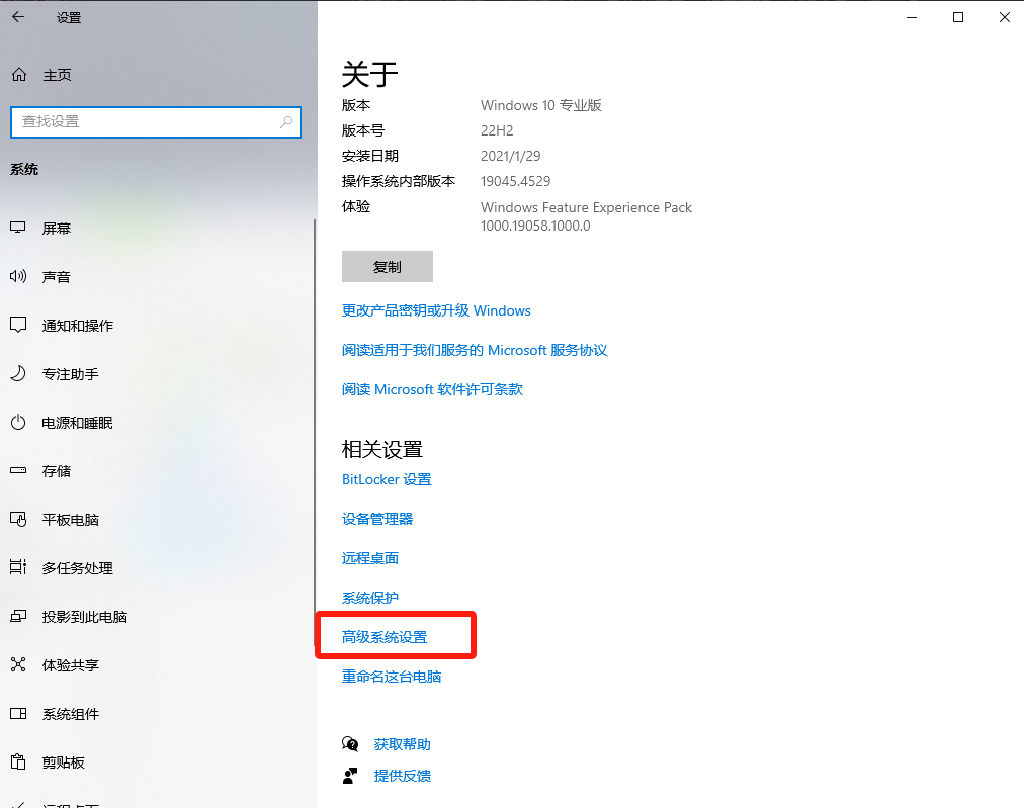 设置
主页
查找设置
系统
屏幕
声音
通知和操作
专注助手
电源和睡眠
存储
平板电脑
多任务处理
投影到此电脑
体验共享
系统组件
剪贴板
远程桌面
关于
版本 Windows 10 专业版
版本号 22H2
安装日期 2021/1/29
操作系统内部版本 19045.4529
体验 Windows Feature Experience Pack
1000.19058.1000.0
复制
更改产品密钥或升级 Windows
阅读适用于我们服务的 Microsoft 服务协议
阅读 Microsoft 软件许可条款
相关设置
BitLocker 设置
设备管理器
远程桌面
系统保护
高级系统设置
重命名这台电脑
获取帮助
提供反馈